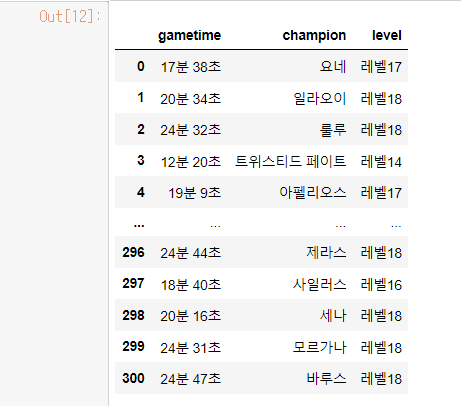 Out[12]:
gametime champion level
0 17분 38초 요네 레벨17
1 20분 34초 일라오이 레벨18
2 24분 32초 룰루 레벨18
3 12분 20초 트위스티드 페이트 레벨14
4 19분 9초 아펠리오스 레벨17
... ... ... ...
296 24분 44초 제라스 레벨18
297 18분 40초 사일러스 레벨16
298 20분 16초 세나 레벨18
299 24분 31초 모르가나 레벨18
300 24분 47초 바루스 레벨18